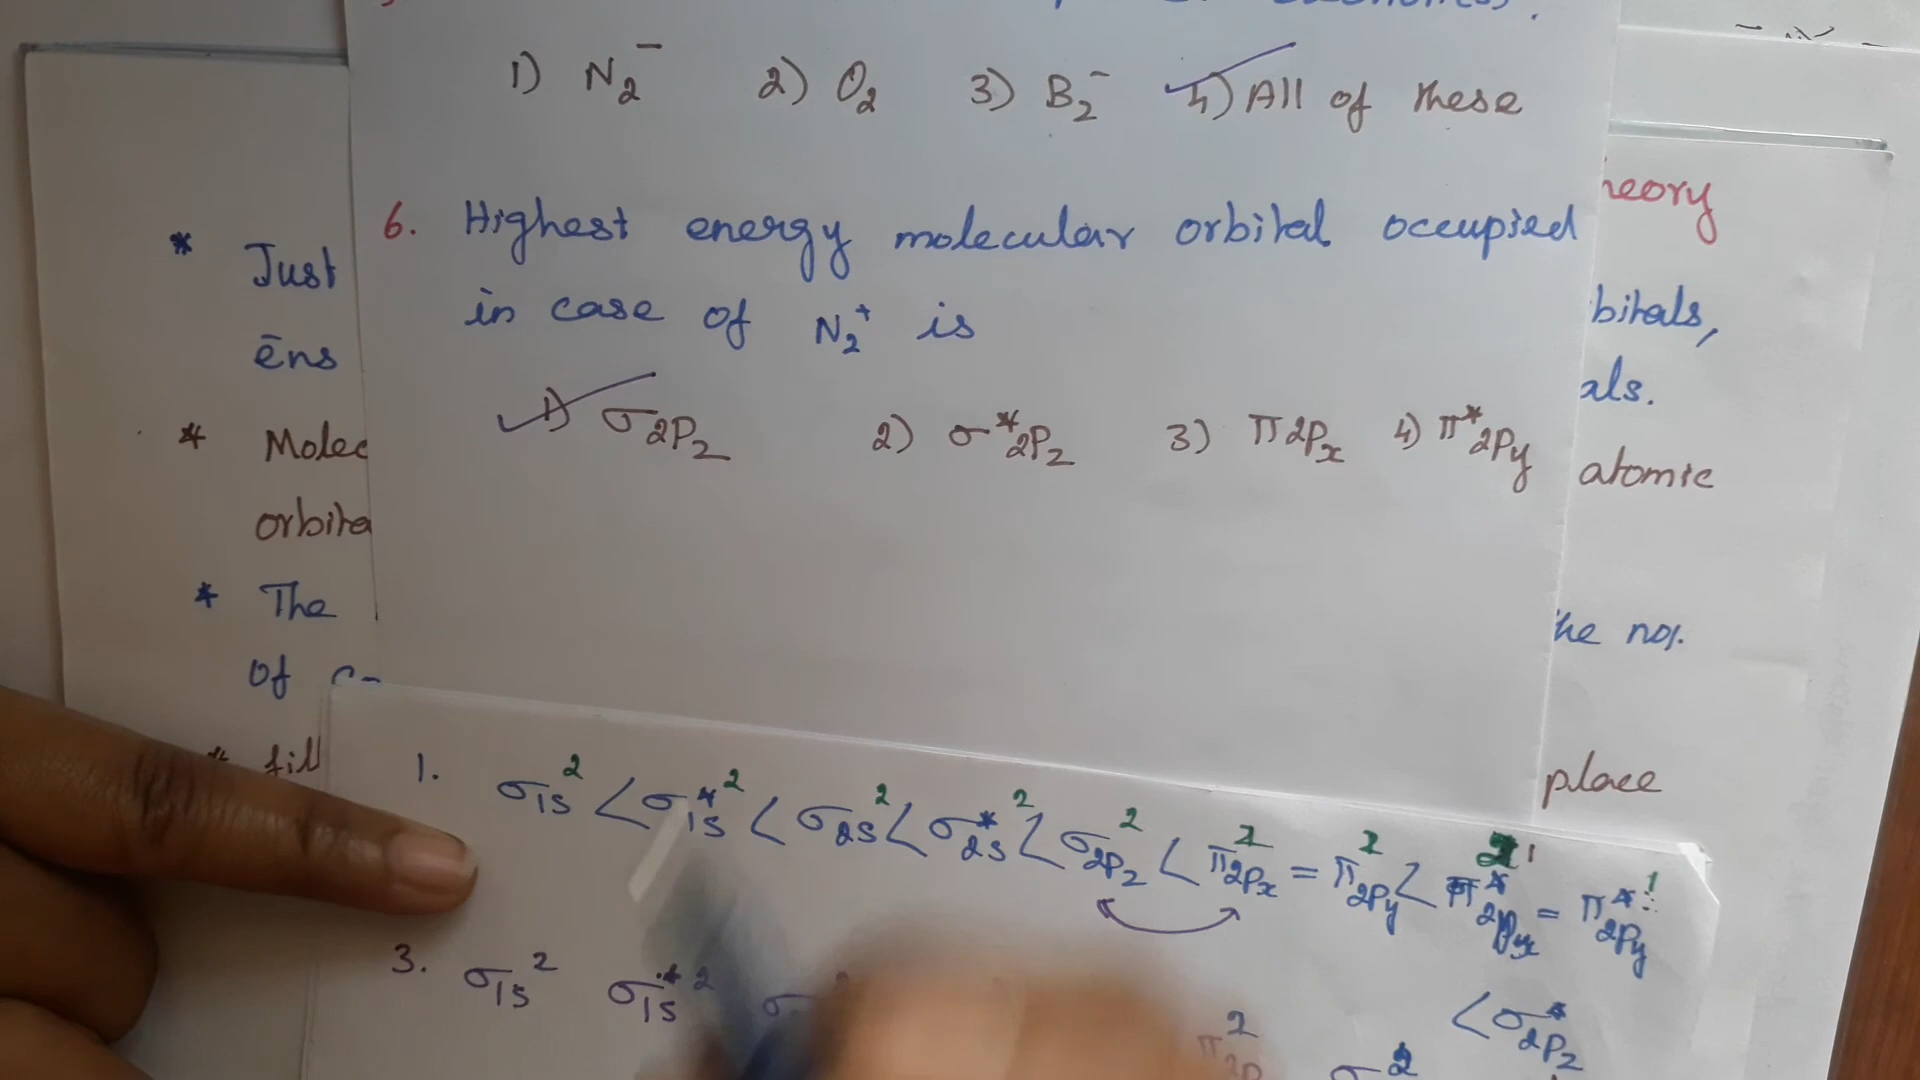 1) N₂⁻ 2) O₂ 3) B₂⁻ 4) All of these
6. Highest energy molecular orbital occupied
in case of N₂⁺ is
1) σ2Pz 2) σ*2Pz 3) π2Px 4) π*2Py
* Just
ēns
* Molec
orbita
* The
of
* fill
heory
bitals,
als.
atomic
the no.
place
1. σ1s² < σ*1s² < σ2s² < σ*2s² < σ2Pz² < π2Px² = π2Py² < π*2Px¹ = π*2Py¹
< σ*2Pz
3. σ1s² σ*1s²